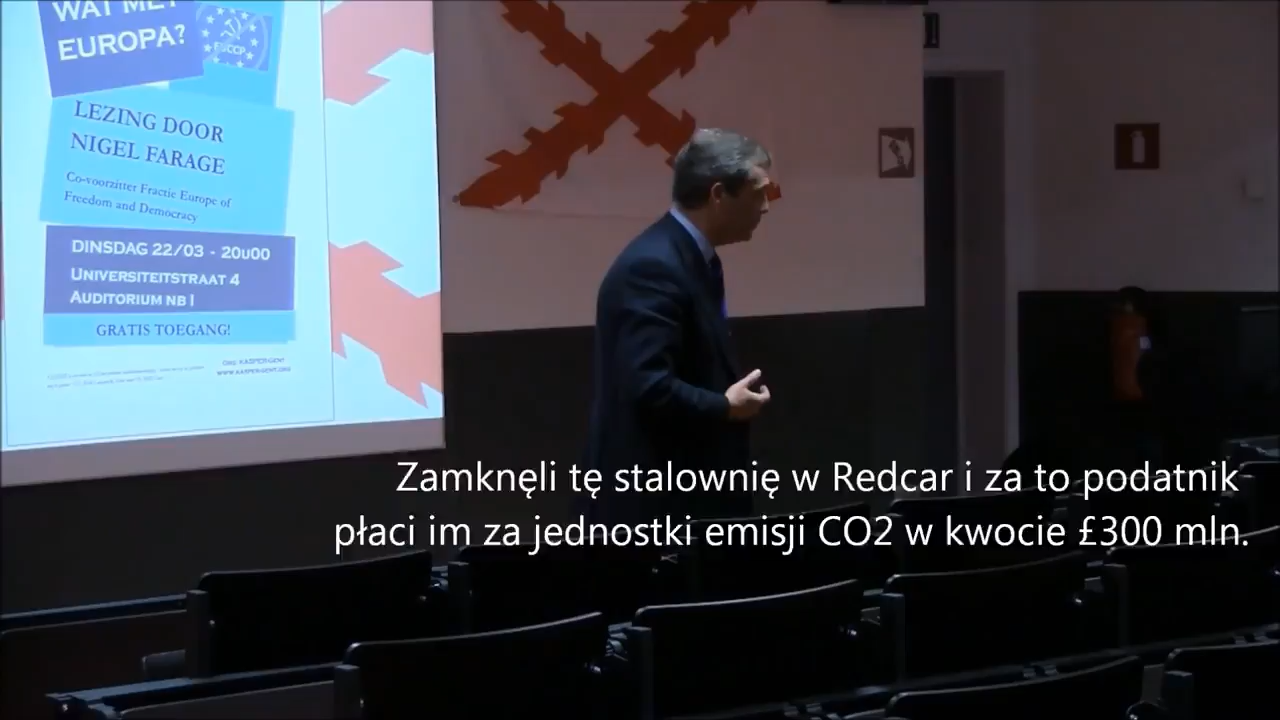 WAT MET
EUROPA?
LEZING DOOR
NIGEL FARAGE
Co-voorzitter Fractie Europe of
Freedom and Democracy
DINSDAG 22/03 - 20u00
UNIVERSITEITSTRAAT 4
AUDITORIUM NB I
GRATIS TOEGANG!
WWW.KASPERGENT.ORG
Zamknęli tę stalownię w Redcar i za to podatnik
płaci im za jednostki emisji CO2 w kwocie £300 mln.